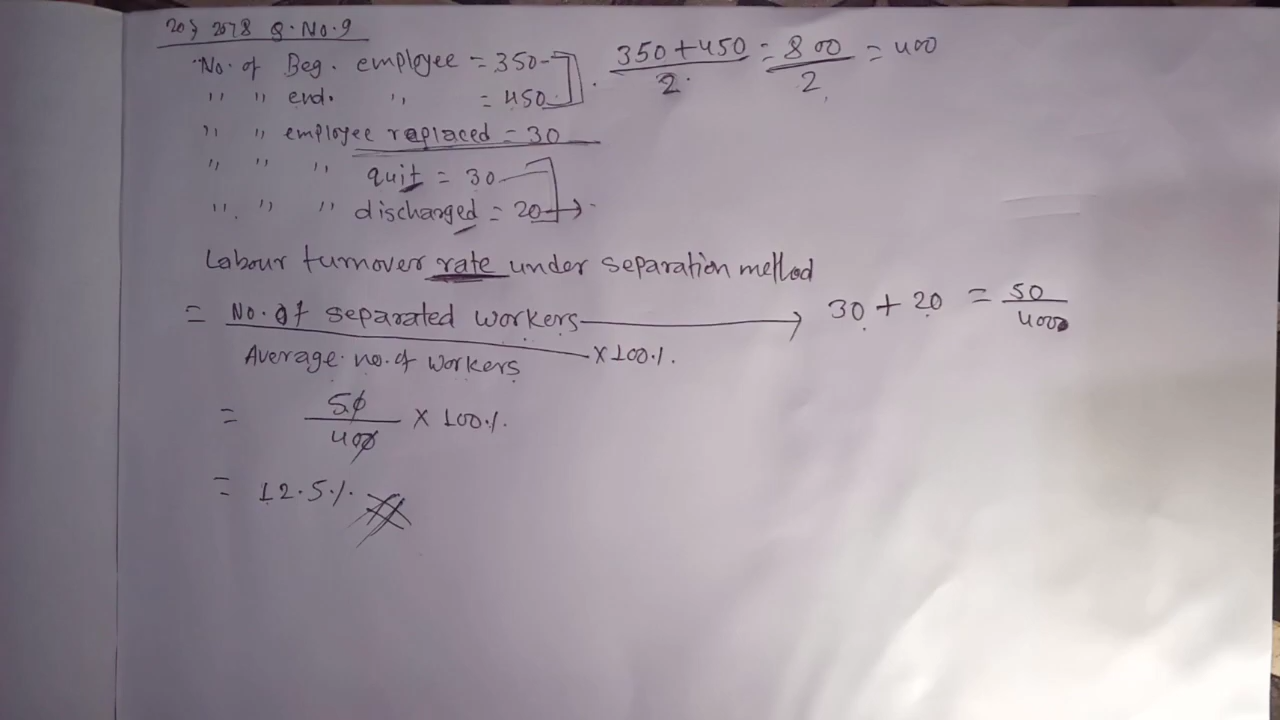 2078 Q.No.9
No. of Beg. employee = 350
" " end. " = 450
350+450 / 2 = 800 / 2 = 400
" " employee replaced = 30
" " " quit = 30
" " " discharged = 20
Labour turnover rate under separation method
= No. of separated workers
30 + 20 = 50 / 400
Average no. of workers × 100%.
= 50 / 400 × 100%.
= 12.5%.